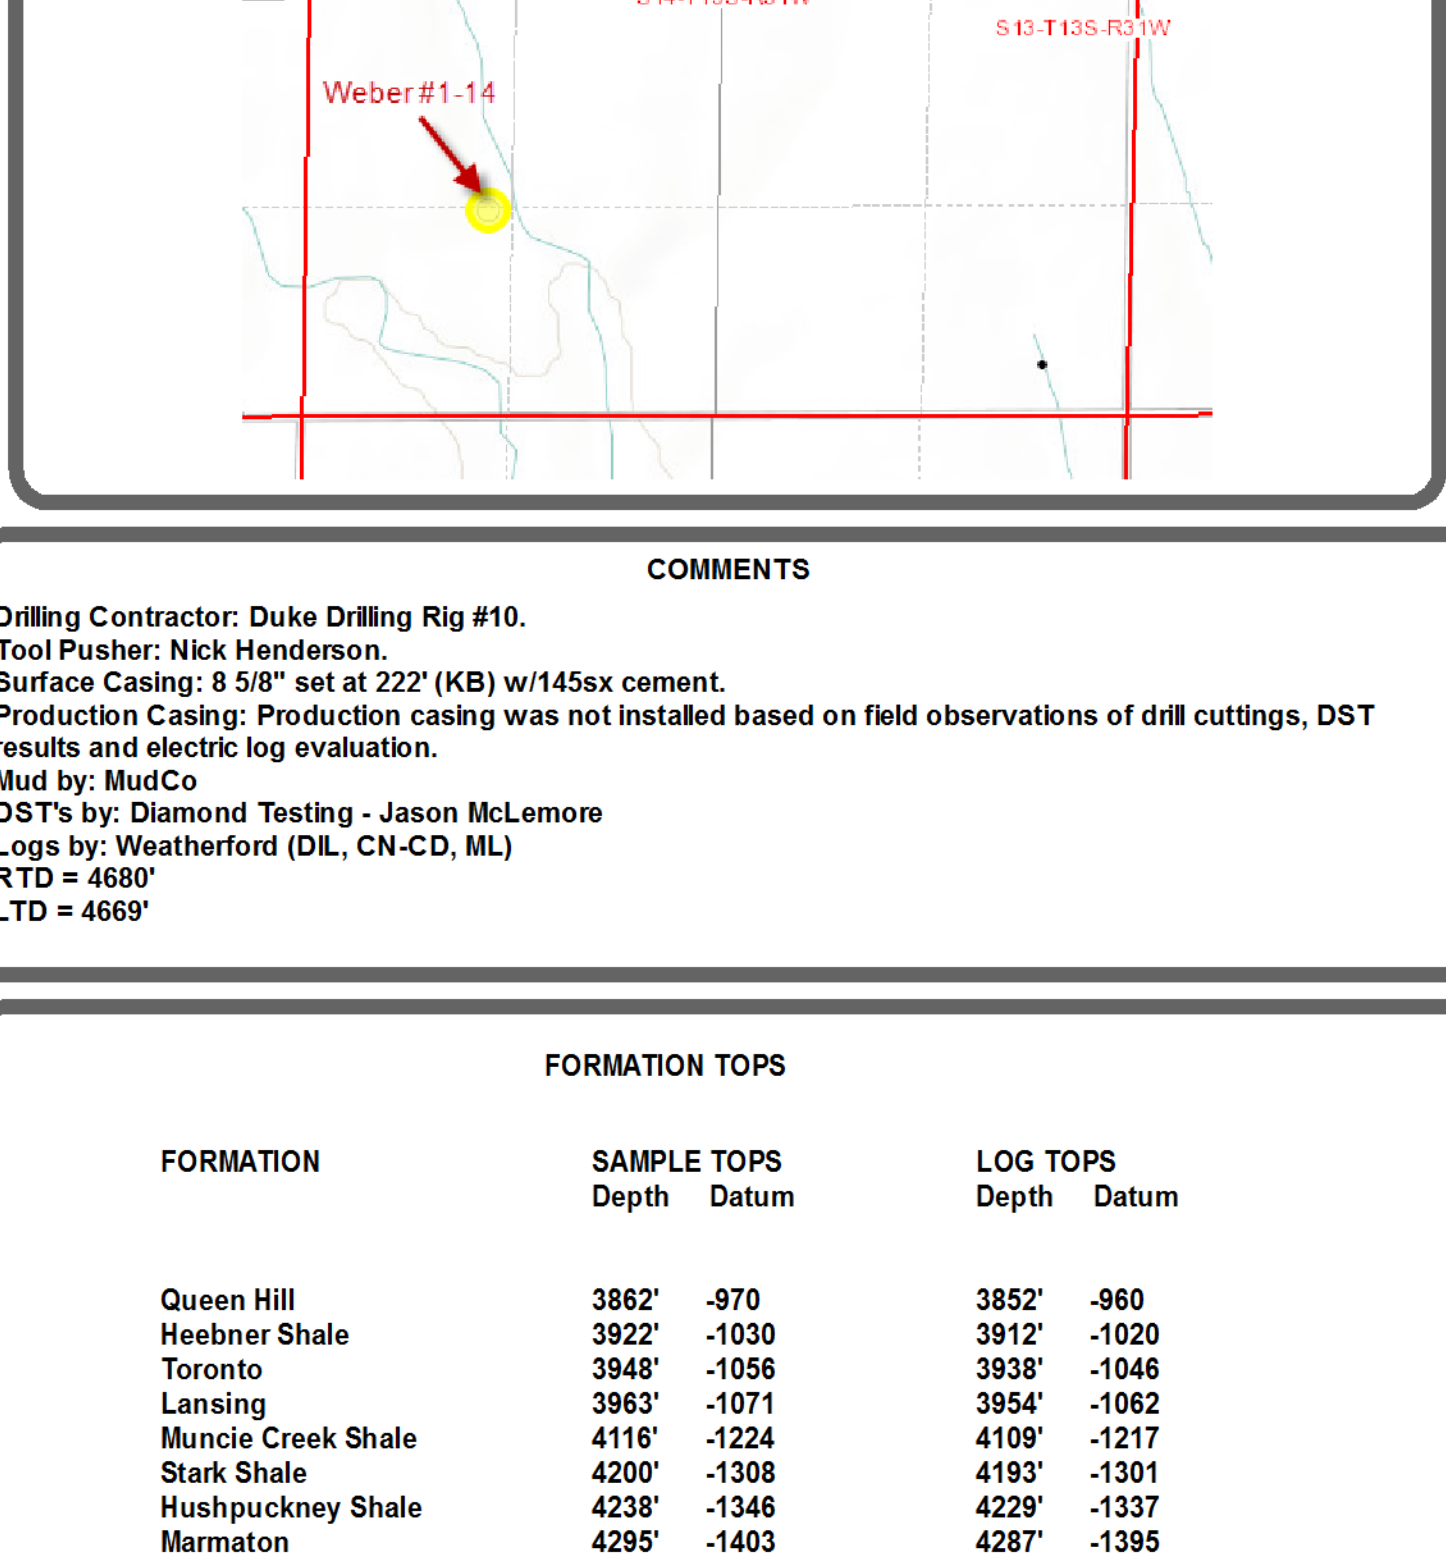 S14-T13S-R31W
S13-T13S-R31W
Weber #1-14
COMMENTS
Drilling Contractor: Duke Drilling Rig #10.
Tool Pusher: Nick Henderson.
Surface Casing: 8 5/8" set at 222' (KB) w/145sx cement.
Production Casing: Production casing was not installed based on field observations of drill cuttings, DST
results and electric log evaluation.
Mud by: MudCo
DST's by: Diamond Testing - Jason McLemore
Logs by: Weatherford (DIL, CN-CD, ML)
RTD = 4680'
LTD = 4669'
FORMATION TOPS
FORMATION SAMPLE TOPS LOG TOPS
Depth Datum Depth Datum
Queen Hill 3862' -970 3852' -960
Heebner Shale 3922' -1030 3912' -1020
Toronto 3948' -1056 3938' -1046
Lansing 3963' -1071 3954' -1062
Muncie Creek Shale 4116' -1224 4109' -1217
Stark Shale 4200' -1308 4193' -1301
Hushpuckney Shale 4238' -1346 4229' -1337
Marmaton 4295' -1403 4287' -1395